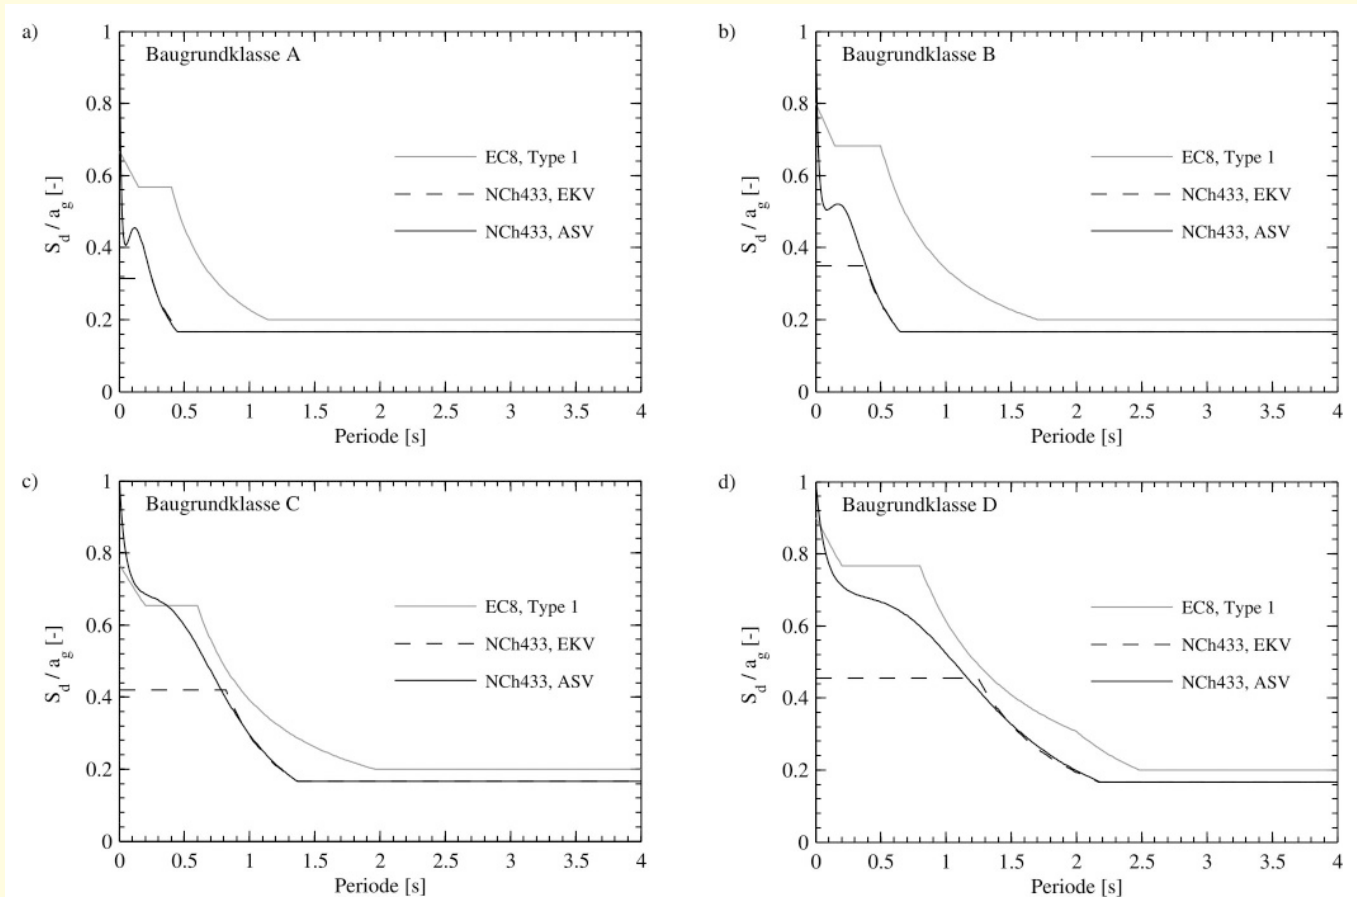 a)
Baugrundklasse A
EC8, Type 1
NCh433, EKV
NCh433, ASV
S_d / a_g [-]
1
0.8
0.6
0.4
0.2
0
0 0.5 1 1.5 2 2.5 3 3.5 4
Periode [s]
b)
Baugrundklasse B
EC8, Type 1
NCh433, EKV
NCh433, ASV
S_d / a_g [-]
1
0.8
0.6
0.4
0.2
0
0 0.5 1 1.5 2 2.5 3 3.5 4
Periode [s]
c)
Baugrundklasse C
EC8, Type 1
NCh433, EKV
NCh433, ASV
S_d / a_g [-]
1
0.8
0.6
0.4
0.2
0
0 0.5 1 1.5 2 2.5 3 3.5 4
Periode [s]
d)
Baugrundklasse D
EC8, Type 1
NCh433, EKV
NCh433, ASV
S_d / a_g [-]
1
0.8
0.6
0.4
0.2
0
0 0.5 1 1.5 2 2.5 3 3.5 4
Periode [s]